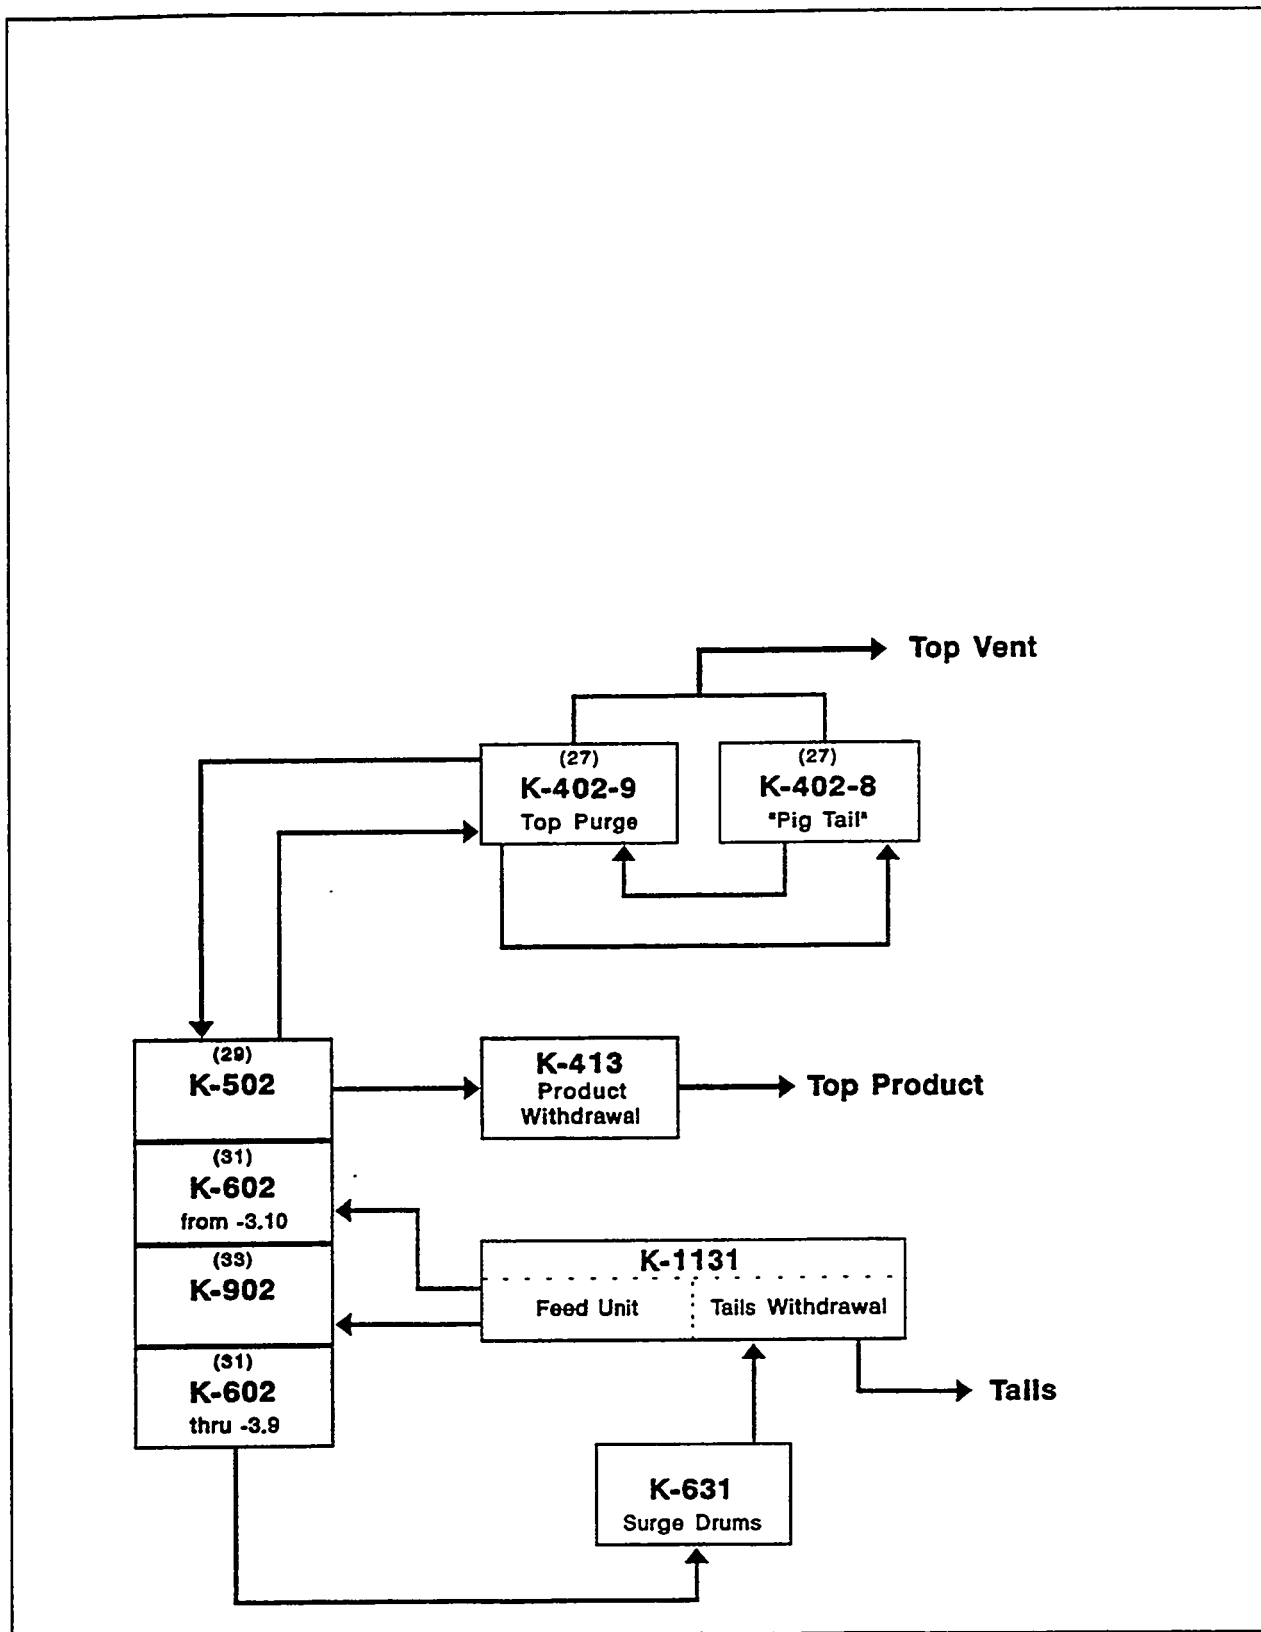 Top Vent
(27)
K-402-9
Top Purge
(27)
K-402-8
"Pig Tail"
(29)
K-502
K-413
Product
Withdrawal
Top Product
(31)
K-602
from -3.10
(33)
K-902
K-1131
Feed Unit
Tails Withdrawal
(31)
K-602
thru -3.9
Tails
K-631
Surge Drums